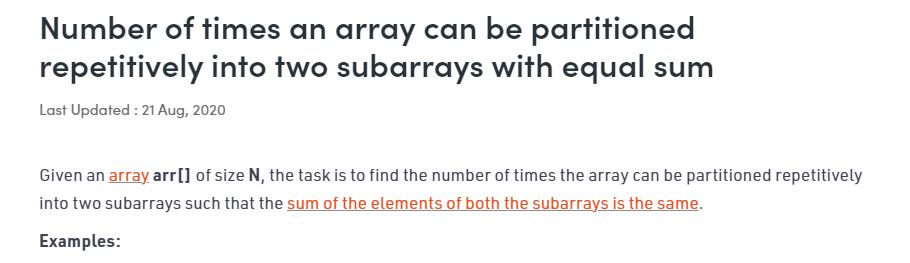 Number of times an array can be partitioned
repetitively into two subarrays with equal sum
Last Updated : 21 Aug, 2020
Given an array arr[] of size N, the task is to find the number of times the array can be partitioned repetitively
into two subarrays such that the sum of the elements of both the subarrays is the same.
Examples: